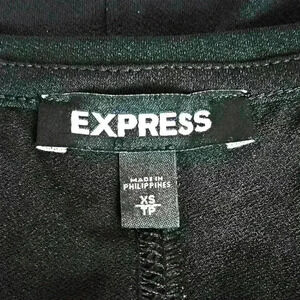 EXPRESS
MADE IN
PHILIPPINES
XS
TP